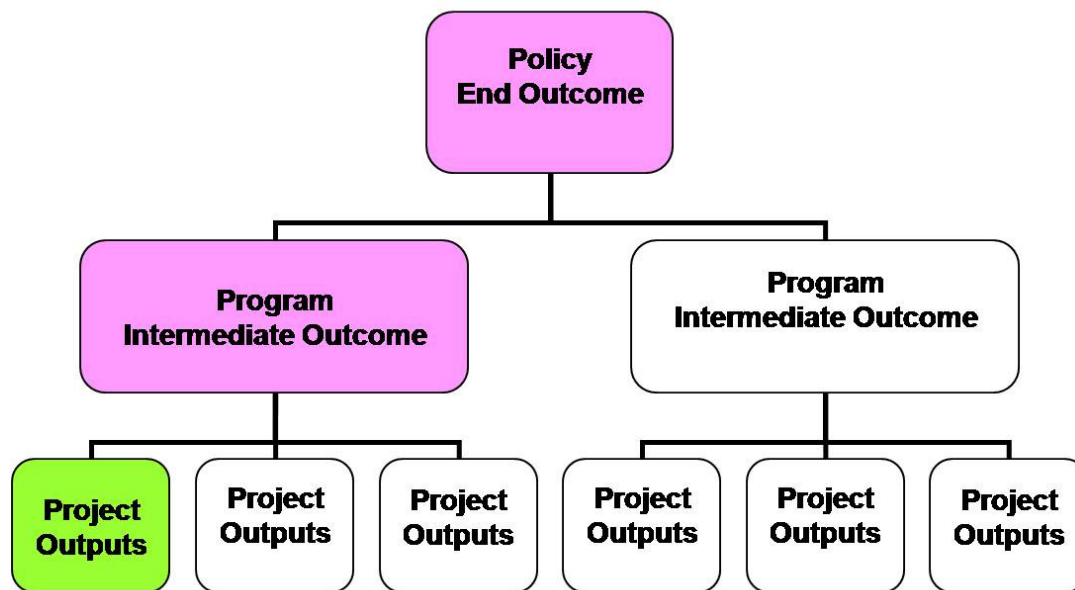 Policy
End Outcome
Program
Intermediate Outcome
Program
Intermediate Outcome
Project
Outputs
Project
Outputs
Project
Outputs
Project
Outputs
Project
Outputs
Project
Outputs